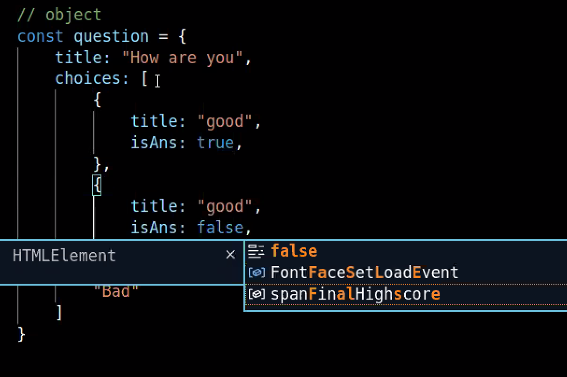 // object
const question = {
title: "How are you",
choices: [
{
title: "good",
isAns: true,
},
{
title: "good",
isAns: false,
HTMLElement ×
false
FontFaceSetLoadEvent
spanFinalHighscore
"Bad"
]
}